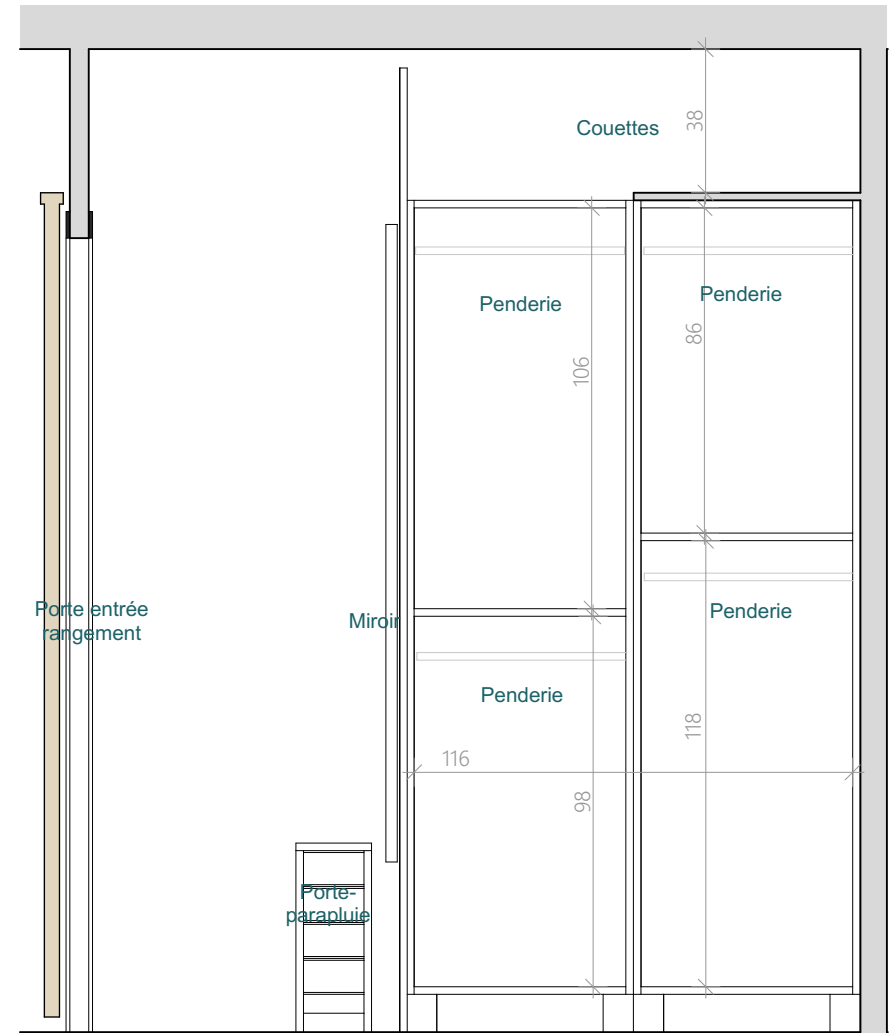 38
Couettes
Penderie
Penderie
86
106
Porte entrée
rangement
Miroir
Penderie
Penderie
118
116
98
Porte-
parapluie